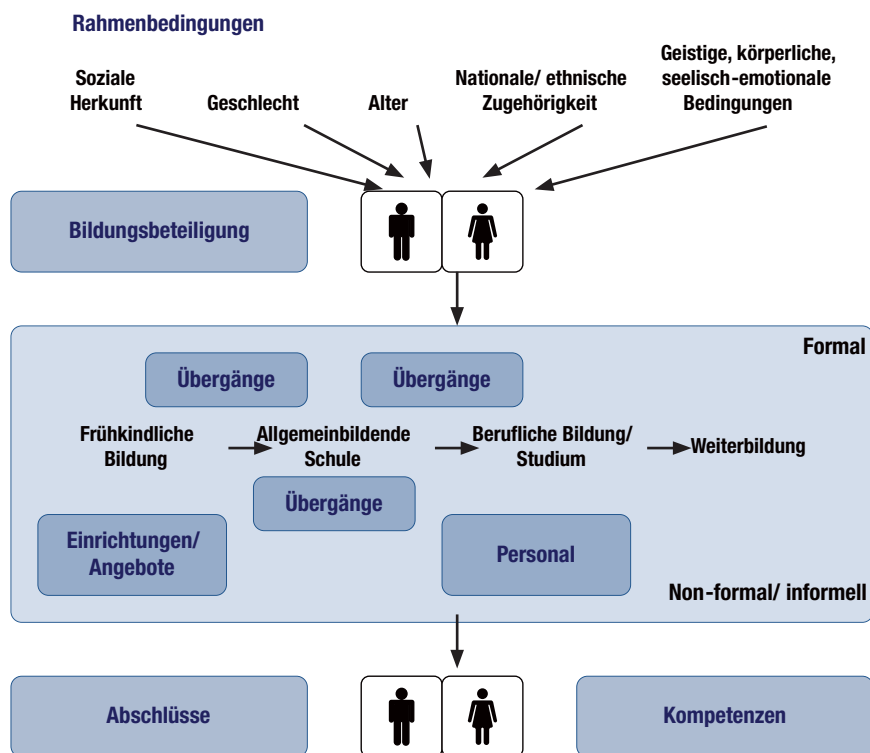 Rahmenbedingungen
Soziale
Herkunft
Geschlecht
Alter
Nationale/ ethnische
Zugehörigkeit
Geistige, körperliche,
seelisch-emotionale
Bedingungen
Bildungsbeteiligung
Formal
Übergänge
Übergänge
Frühkindliche
Bildung
Allgemeinbildende
Schule
Berufliche Bildung/
Studium
Weiterbildung
Übergänge
Einrichtungen/
Angebote
Personal
Non-formal/ informell
Abschlüsse
Kompetenzen